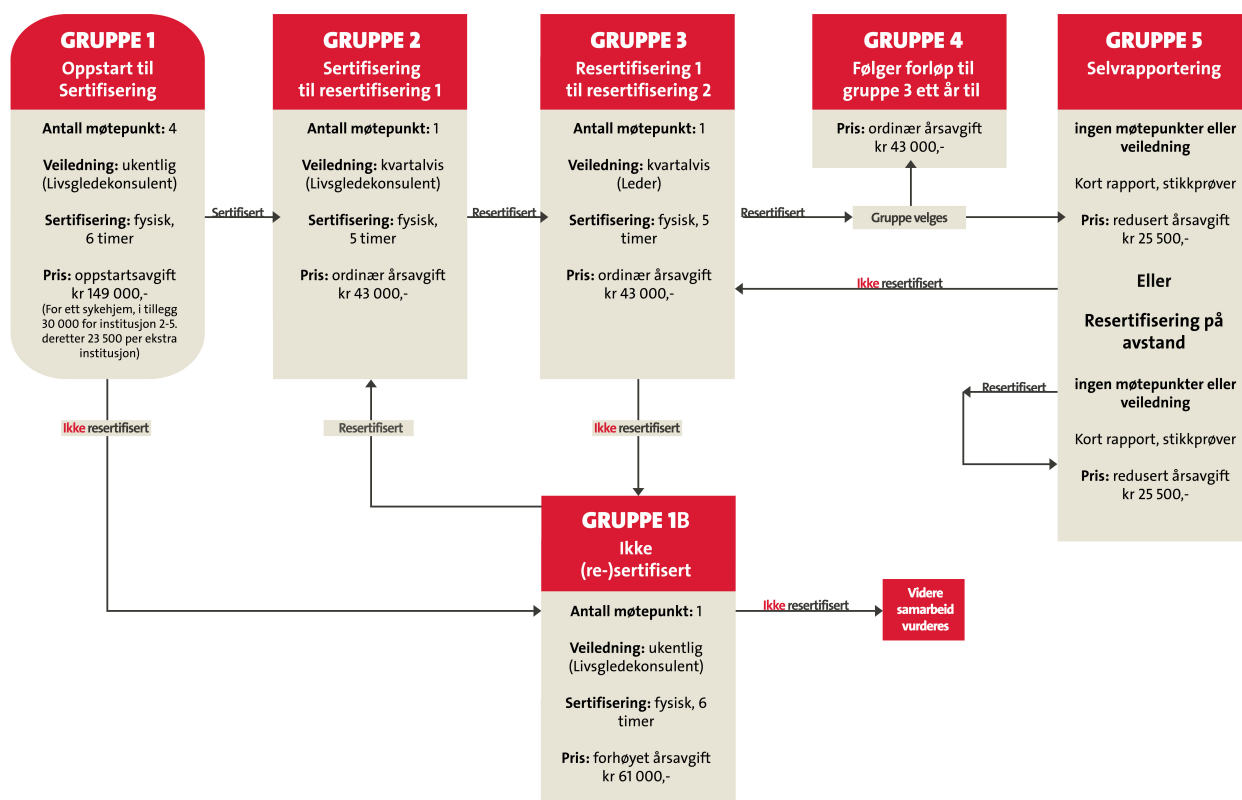 GRUPPE 1
Oppstart til
Sertifisering
Antall møtepunkt: 4
Veiledning: ukentlig
(Livsgledekonsulent)
Sertifisering: fysisk,
6 timer
Pris: oppstartsavgift
kr 149 000,-
(For ett sykehjem, i tillegg
30 000 for institusjon 2-5.
deretter 23 500 per ekstra
institusjon)
Sertifisert
Ikke resertifisert
GRUPPE 2
Sertifisering
til resertifisering 1
Antall møtepunkt: 1
Veiledning: kvartalvis
(Livsgledekonsulent)
Sertifisering: fysisk,
5 timer
Pris: ordinær årsavgift
kr 43 000,-
Resertifisert
Resertifisert
GRUPPE 3
Resertifisering 1
til resertifisering 2
Antall møtepunkt: 1
Veiledning: kvartalvis
(Leder)
Sertifisering: fysisk, 5
timer
Pris: ordinær årsavgift
kr 43 000,-
Resertifisert
Gruppe velges
Ikke resertifisert
Ikke resertifisert
GRUPPE 4
Følger forløp til
gruppe 3 ett år til
Pris: ordinær årsavgift
kr 43 000,-
GRUPPE 5
Selvrapportering
ingen møtepunkter eller
veiledning
Kort rapport, stikkprøver
Pris: redusert årsavgift
kr 25 500,-
Eller
Resertifisering på
avstand
ingen møtepunkter eller
veiledning
Kort rapport, stikkprøver
Pris: redusert årsavgift
kr 25 500,-
Resertifisert
GRUPPE 1B
Ikke
(re-)sertifisert
Antall møtepunkt: 1
Veiledning: ukentlig
(Livsgledekonsulent)
Sertifisering: fysisk, 6
timer
Pris: forhøyet årsavgift
kr 61 000,-
Ikke resertifisert
Videre
samarbeid
vurderes